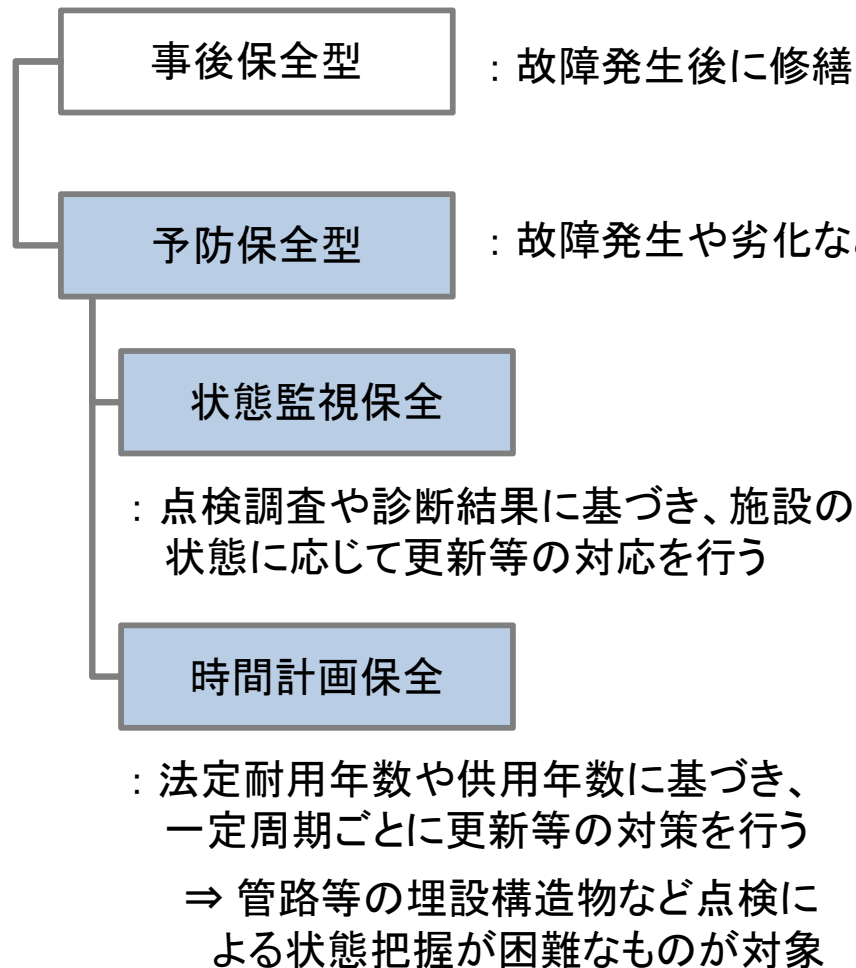 事後保全型 : 故障発生後に修繕
予防保全型 : 故障発生や劣化な
状態監視保全
: 点検調査や診断結果に基づき、施設の
状態に応じて更新等の対応を行う
時間計画保全
: 法定耐用年数や供用年数に基づき、
一定周期ごとに更新等の対策を行う
⇒ 管路等の埋設構造物など点検に
よる状態把握が困難なものが対象